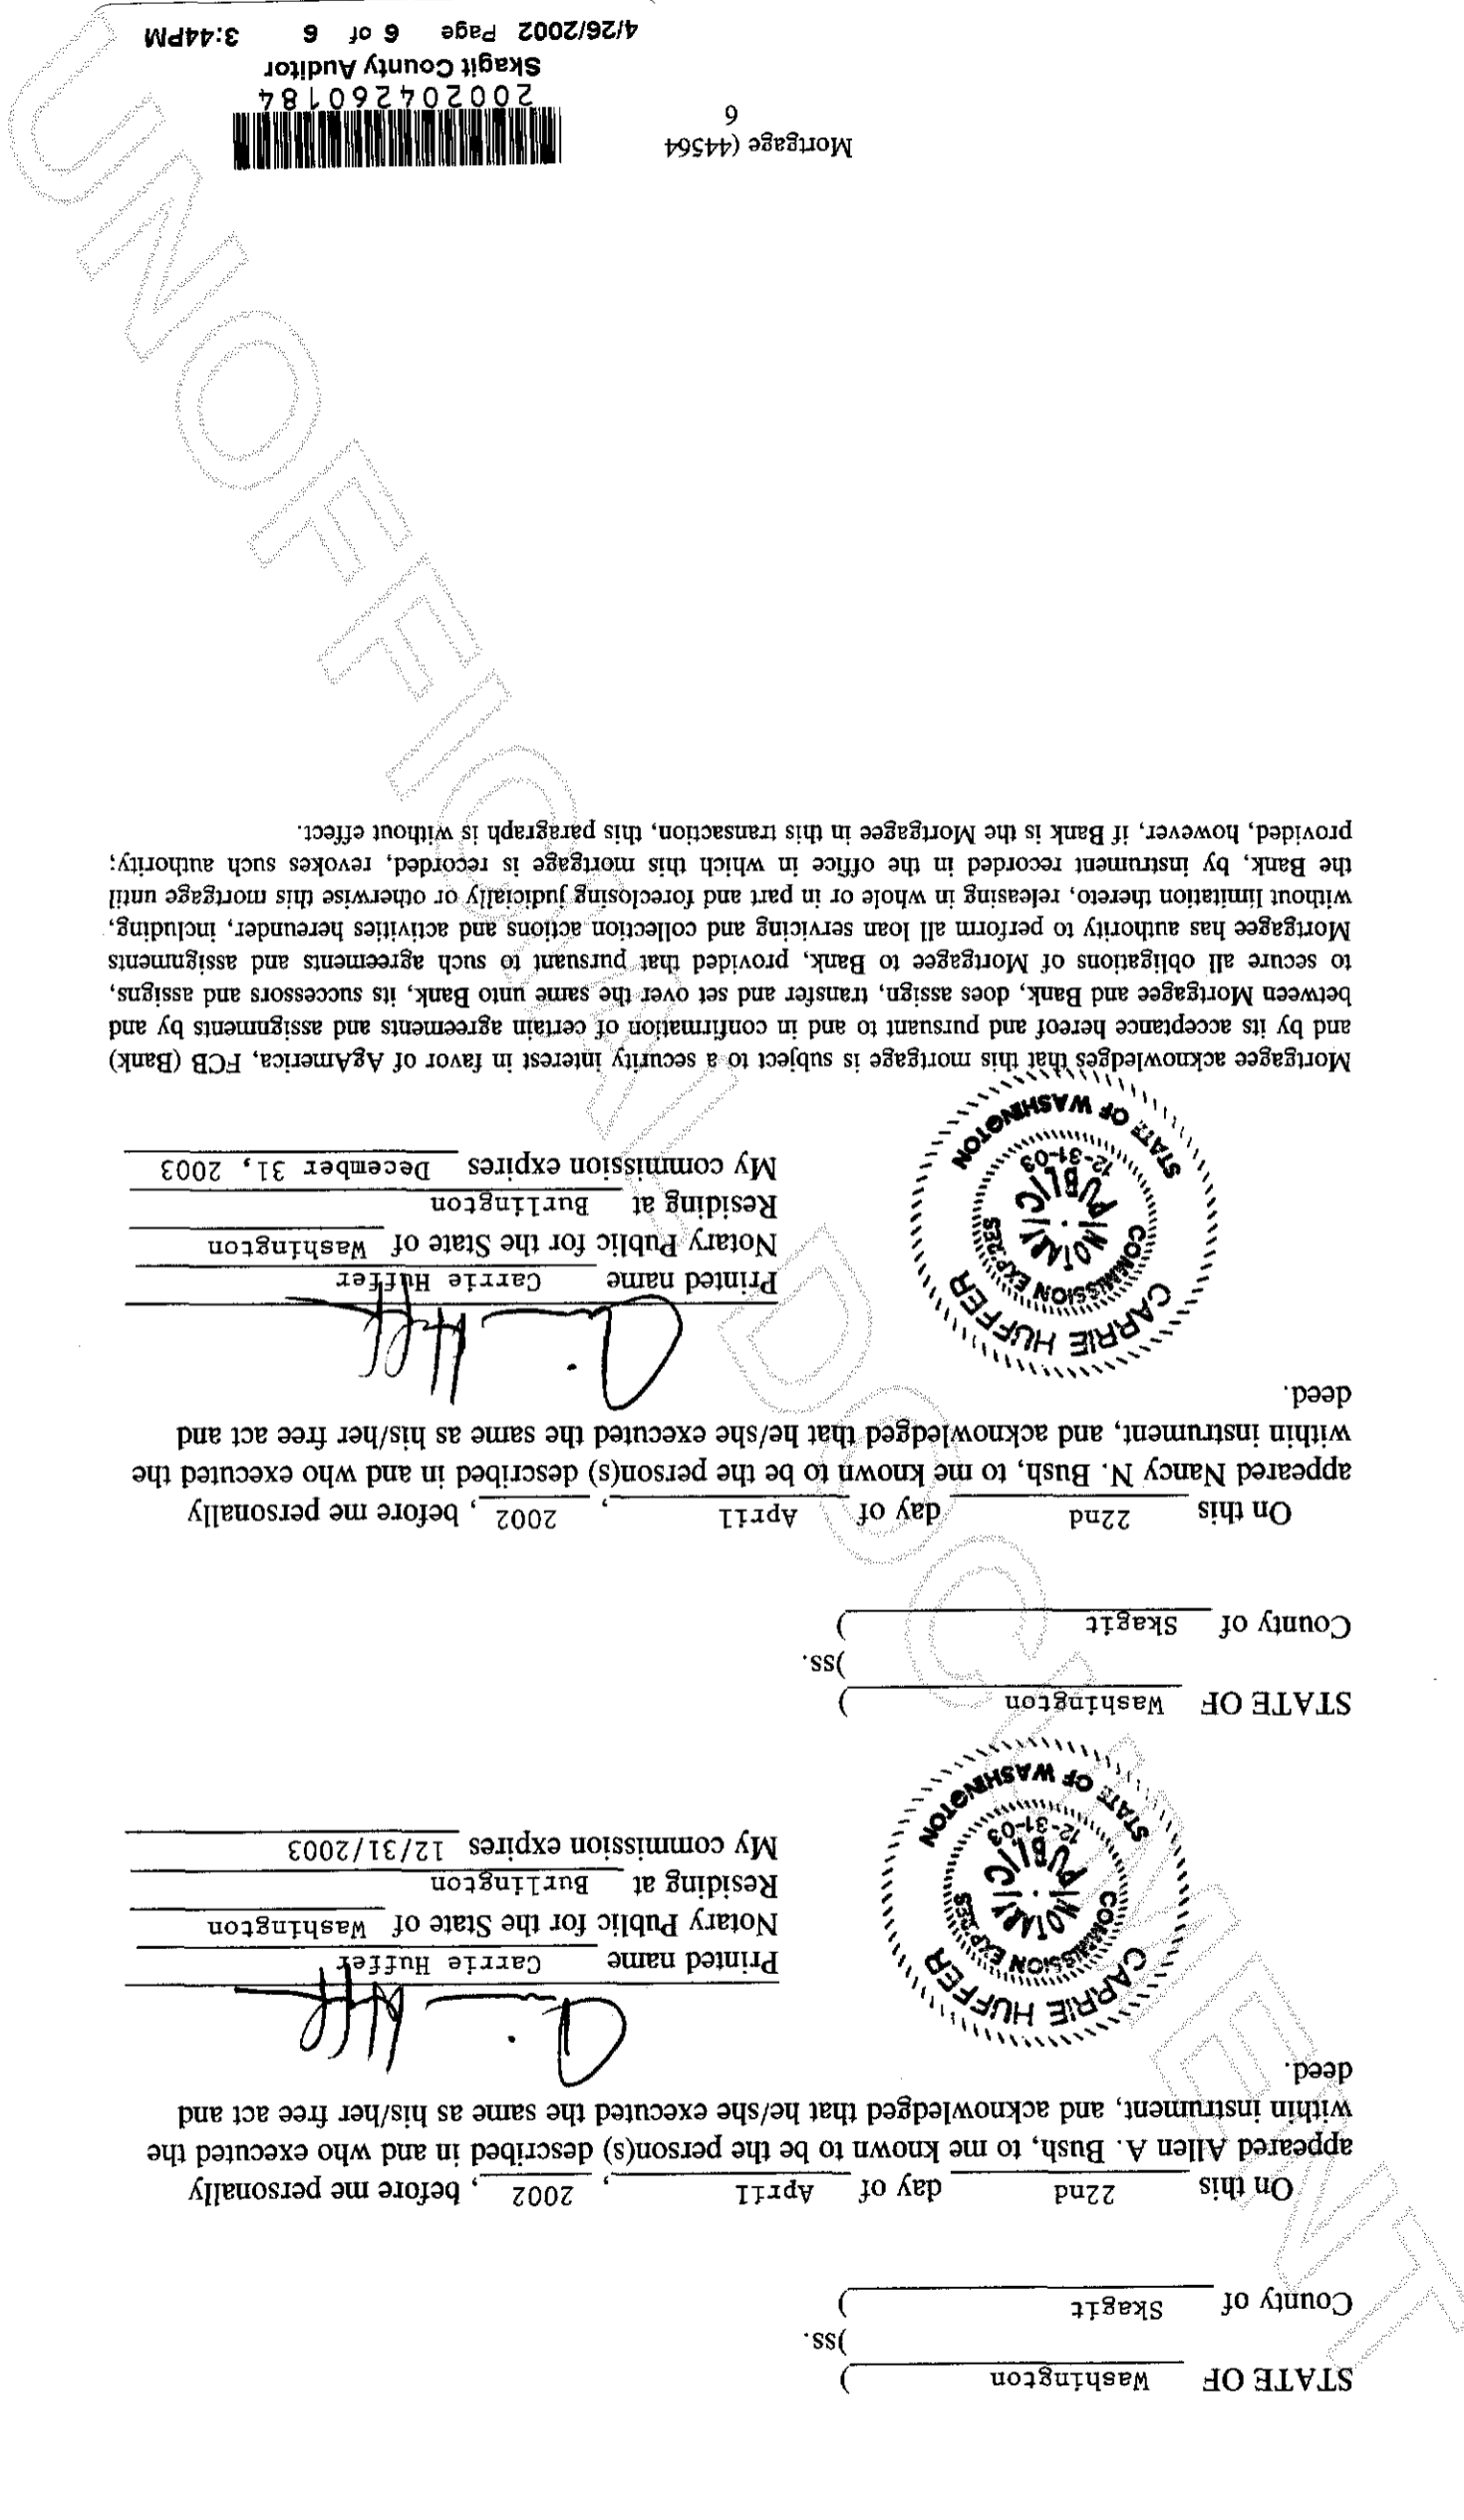 STATE OF Washington )
)ss.
County of Skagit )
On this 22nd day of April , 2002 , before me personally
appeared Allen A. Bush, to me known to be the person(s) described in and who executed the
within instrument, and acknowledged that he/she executed the same as his/her free act and
deed.
CARRIE HUFFER
COMMISSION EXPIRES
NOTARY
PUBLIC
12-31-03
STATE OF WASHINGTON
Printed name Carrie Huffer
Notary Public for the State of Washington
Residing at Burlington
My commission expires 12/31/2003
STATE OF Washington )
)ss.
County of Skagit )
On this 22nd day of April , 2002 , before me personally
appeared Nancy N. Bush, to me known to be the person(s) described in and who executed the
within instrument, and acknowledged that he/she executed the same as his/her free act and
deed.
CARRIE HUFFER
COMMISSION EXPIRES
NOTARY
PUBLIC
12-31-03
STATE OF WASHINGTON
Printed name Carrie Huffer
Notary Public for the State of Washington
Residing at Burlington
My commission expires December 31, 2003
Mortgagee acknowledges that this mortgage is subject to a security interest in favor of AgAmerica, FCB (Bank)
and by its acceptance hereof and pursuant to and in confirmation of certain agreements and assignments by and
between Mortgagee and Bank, does assign, transfer and set over the same unto Bank, its successors and assigns,
to secure all obligations of Mortgagee to Bank, provided that pursuant to such agreements and assignments
Mortgagee has authority to perform all loan servicing and collection actions and activities hereunder, including,
without limitation thereto, releasing in whole or in part and foreclosing judicially or otherwise this mortgage until
the Bank, by instrument recorded in the office in which this mortgage is recorded, revokes such authority;
provided, however, if Bank is the Mortgagee in this transaction, this paragraph is without effect.
Mortgage (44564
6
200204260184
Skagit County Auditor
4/26/2002 Page 6 of 6 3:44PM
UNOFFICIAL DOCUMENT